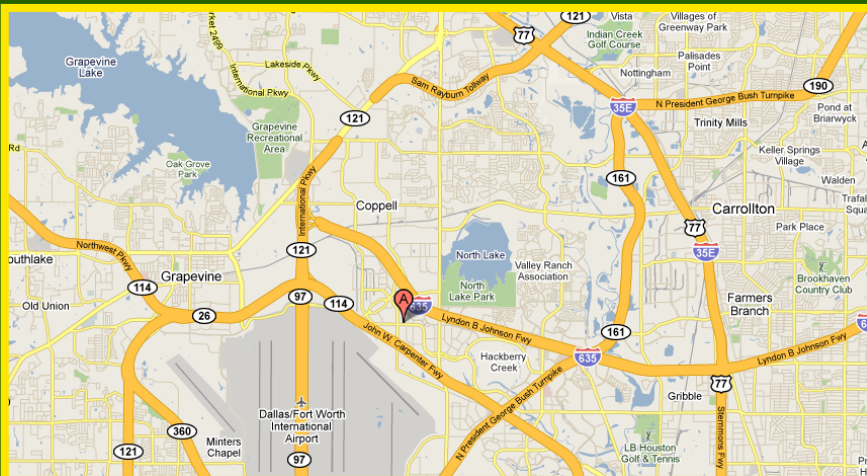 121
Vista
Villages of
Greenway Park
77
Indian Creek
Golf Course
Market 2499
Grapevine
Lake
Lakeside Pkwy
Palisades
Point
Nottingham
Sam Rayburn Tollway
International Pkwy
190
N President George Bush Turnpike
35E
Pond at
Briarwyck
121
Trinity Mills
Grapevine
Recreational
Area
Rd
Keller Springs
Village
Oak Grove
Park
161
Walden
International Pkwy
Coppell
Carrollton
77
Park Place
Northwest Pkwy
121
North Lake
35E
Valley Ranch
Association
outhlake
Grapevine
Brookhaven
Country Club
114
97
114
North
Lake Park
A
635
Old Union
26
Farmers
Branch
Lyndon B Johnson Fwy
161
John W. Carpenter Fwy
Hackberry
Creek
635
Lyndon B Johnson Fwy
77
Gribble
N President George Bush Turnpike
Stemmons Fwy
Dallas/Fort Worth
International
Airport
360
Minters
Chapel
121
97
LB Houston
Golf & Tennis